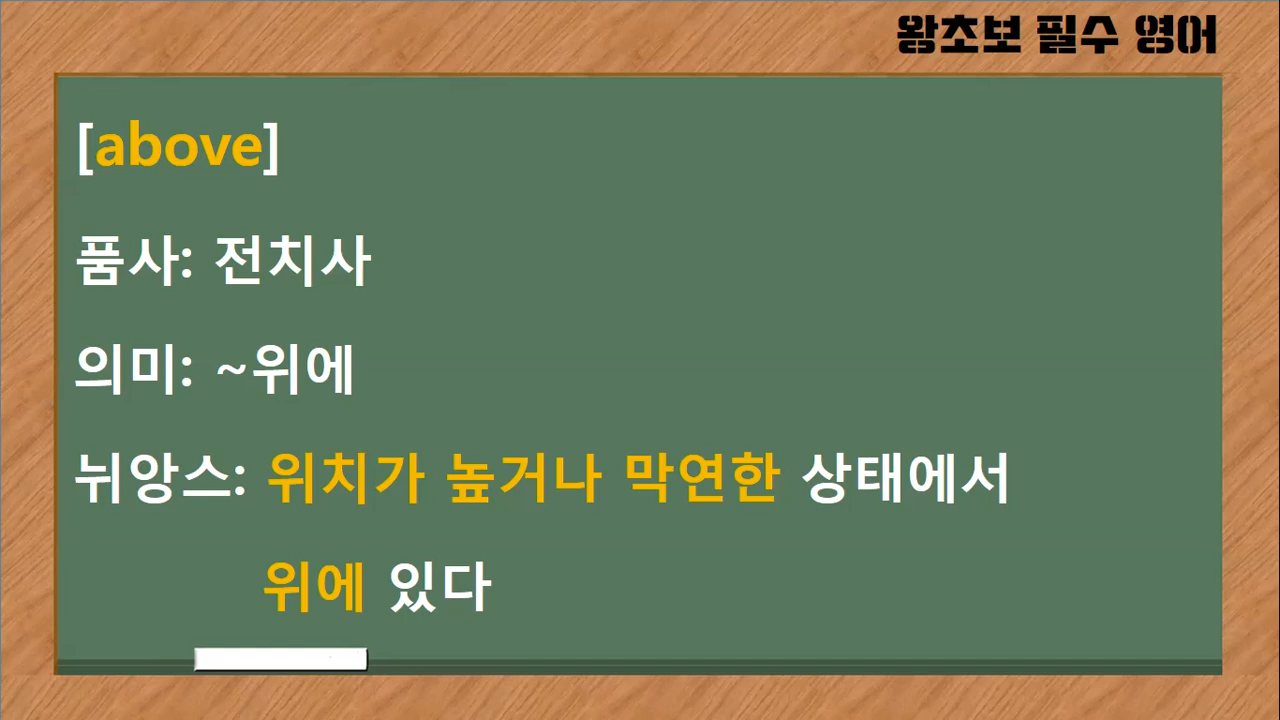 왕초보 필수 영어
[above]
품사: 전치사
의미: ~위에
뉘앙스: 위치가 높거나 막연한 상태에서
위에 있다